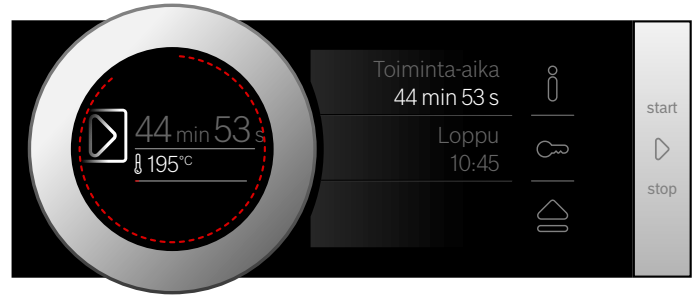 44 min 53 s
195°C
Toiminta-aika
44 min 53 s
Loppu
10:45
start
stop